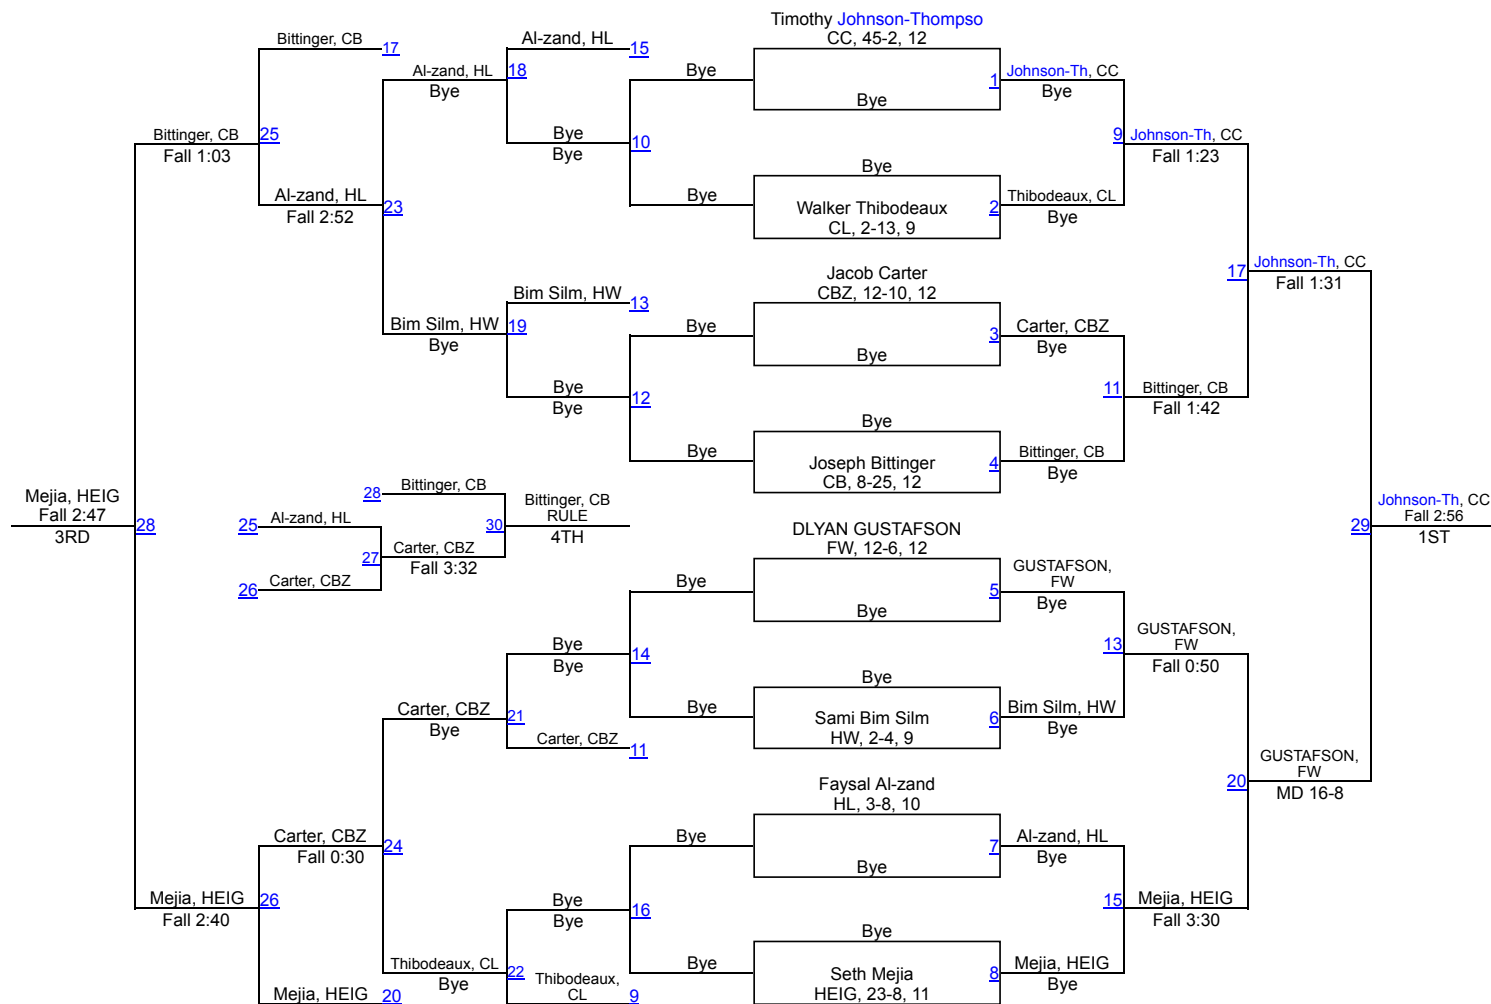 Timothy Johnson-Thompso
CC, 45-2, 12
Bye
1
Johnson-Th, CC
Bye
Bye
Walker Thibodeaux
CL, 2-13, 9
2
Thibodeaux, CL
Bye
9
Johnson-Th, CC
Fall 1:23
Jacob Carter
CBZ, 12-10, 12
Bye
3
Carter, CBZ
Bye
Bye
Joseph Bittinger
CB, 8-25, 12
4
Bittinger, CB
Bye
11
Bittinger, CB
Fall 1:42
17
Johnson-Th, CC
Fall 1:31
DLYAN GUSTAFSON
FW, 12-6, 12
Bye
5
GUSTAFSON,
FW
Bye
Bye
Sami Bim Silm
HW, 2-4, 9
6
Bim Silm, HW
Bye
13
GUSTAFSON,
FW
Fall 0:50
Faysal Al-zand
HL, 3-8, 10
Bye
7
Al-zand, HL
Bye
Bye
Seth Mejia
HEIG, 23-8, 11
8
Mejia, HEIG
Bye
15
Mejia, HEIG
Fall 3:30
20
GUSTAFSON,
FW
MD 16-8
29
Johnson-Th, CC
Fall 2:56
1ST
Bye
Bye
10
Bye
Bye
Al-zand, HL
15
18
Al-zand, HL
Bye
Bye
Bye
12
Bye
Bye
Bim Silm, HW
13
19
Bim Silm, HW
Bye
23
Al-zand, HL
Fall 2:52
Bittinger, CB
17
25
Bittinger, CB
Fall 1:03
Bye
Bye
14
Bye
Bye
Carter, CBZ
11
21
Carter, CBZ
Bye
Bye
Bye
16
Bye
Bye
Thibodeaux,
CL
9
22
Thibodeaux, CL
Bye
24
Carter, CBZ
Fall 0:30
Mejia, HEIG
20
26
Mejia, HEIG
Fall 2:40
28
Mejia, HEIG
Fall 2:47
3RD
25
Al-zand, HL
26
Carter, CBZ
27
Carter, CBZ
Fall 3:32
28
Bittinger, CB
30
Bittinger, CB
RULE
4TH